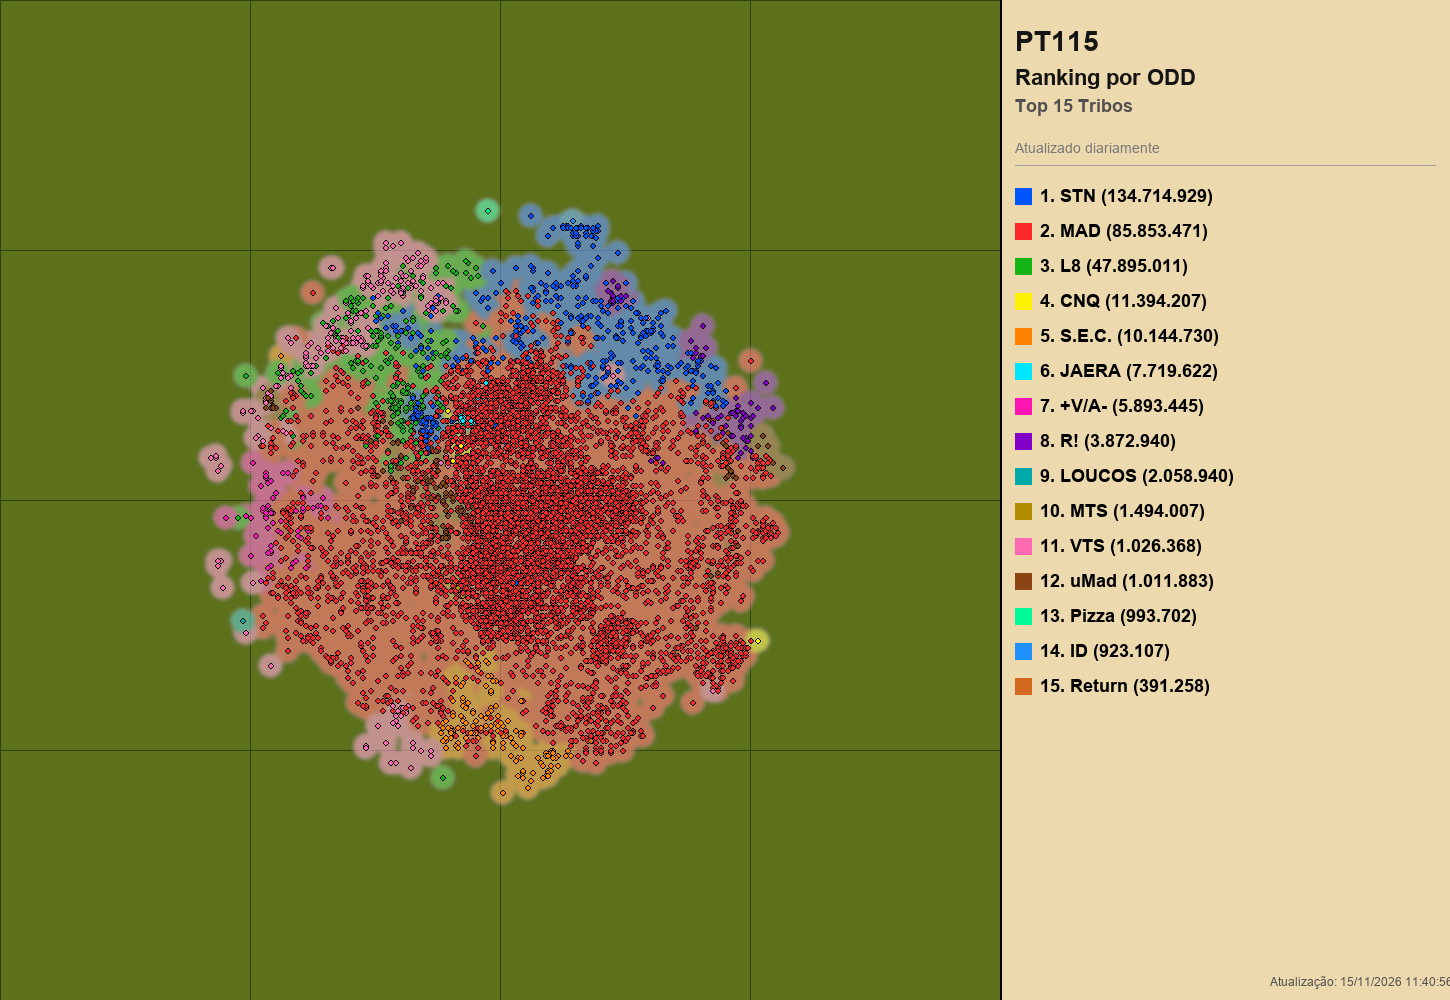 PT115
Ranking por ODD
Top 15 Tribos
Atualizado diariamente
1. STN (134.714.929)
2. MAD (85.853.471)
3. L8 (47.895.011)
4. CNQ (11.394.207)
5. S.E.C. (10.144.730)
6. JAERA (7.719.622)
7. +V/A- (5.893.445)
8. R! (3.872.940)
9. LOUCOS (2.058.940)
10. MTS (1.494.007)
11. VTS (1.026.368)
12. uMad (1.011.883)
13. Pizza (993.702)
14. ID (923.107)
15. Return (391.258)
Atualização: 15/11/2026 11:40:56